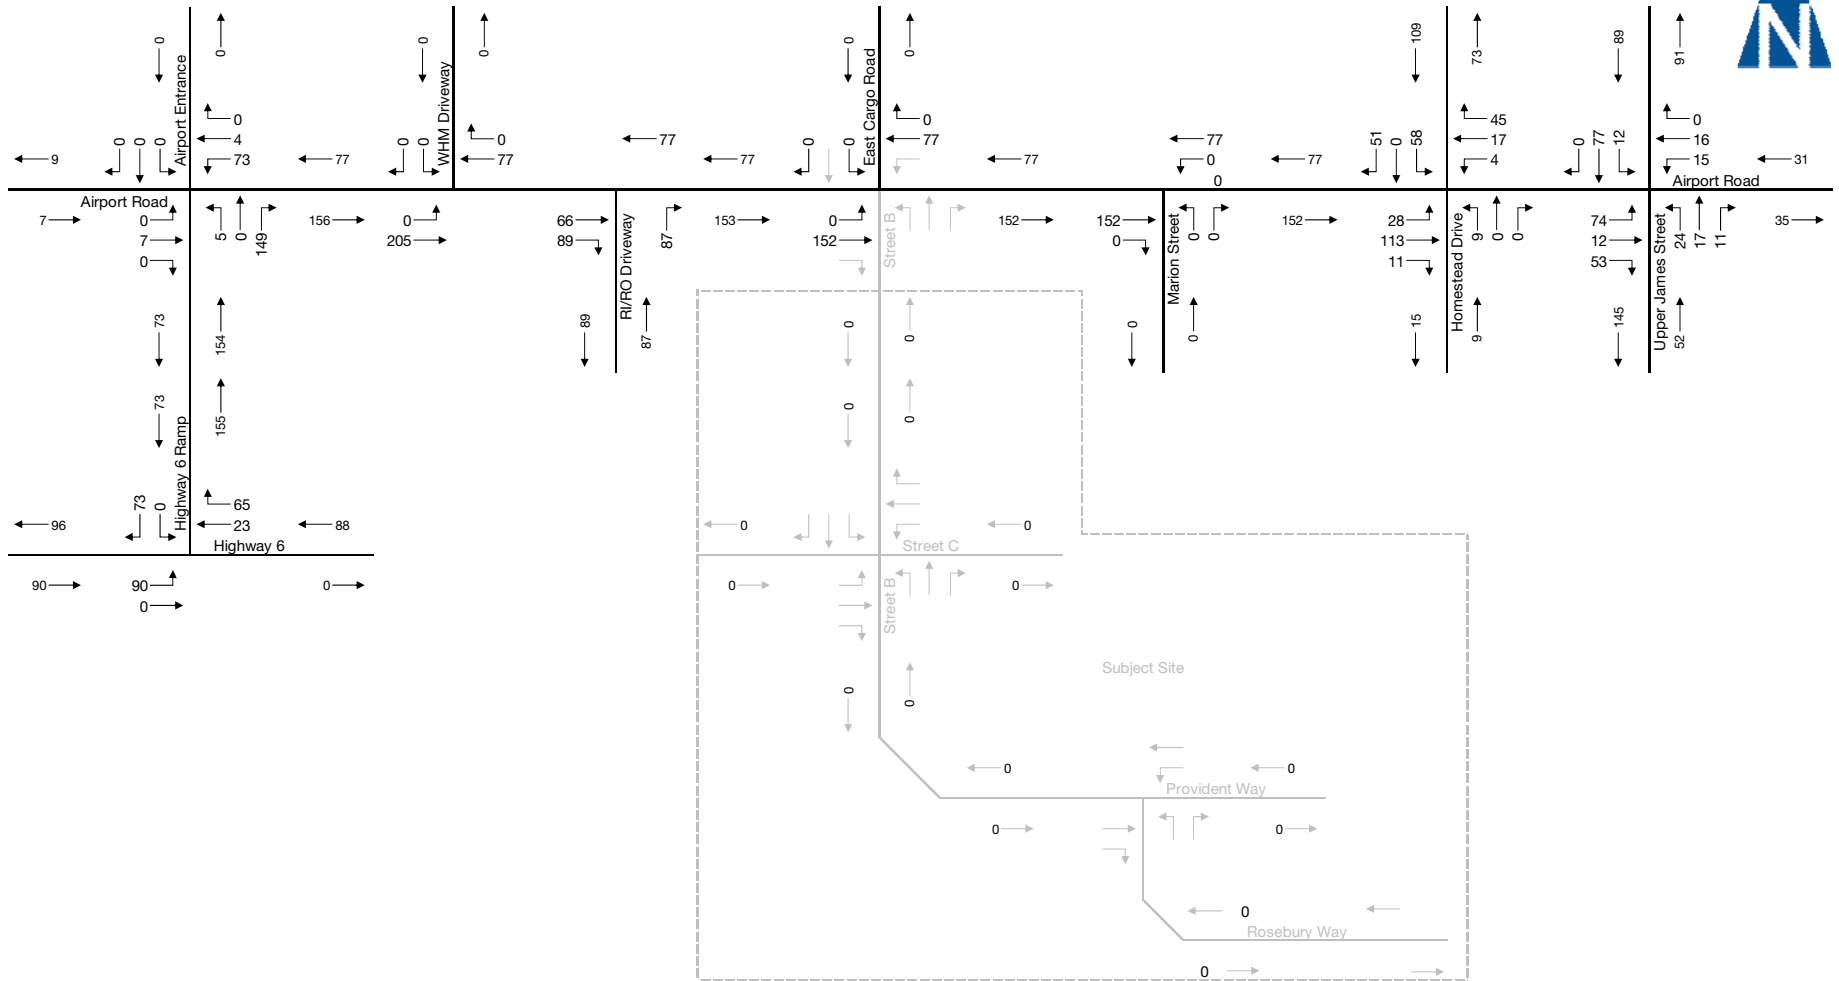 N
0 0 0 0 0 0 109 73 89 91
Airport Entrance
WHM Driveway
East Cargo Road
0 0 0 0 4 73
0 0 0 77
77
0 0 0 77
77 0 0
51 0 58 45 17 4
0 77 12 0 16 15
9 77 77 77 77 31
Airport Road
Airport Road
7 0 7 0
5 0 149
156 0 205
66 89
RI/RO Driveway
87
153 0 152
Street B
152 152 0
Marion Street
0 0
152 28 113 11
Homestead Drive
9 0 0
74 12 53
Upper James Street
24 17 11
35
73 154 89 87 0 0 0 0 15 9 145 52
73 155 0 0
Highway 6 Ramp
73 0 65 23
96 88
Highway 6
90 90 0 0
0 0
Street C
0 0
Street B
Subject Site
0 0
0 0
Provident Way
0 0
0
Rosebury Way
0